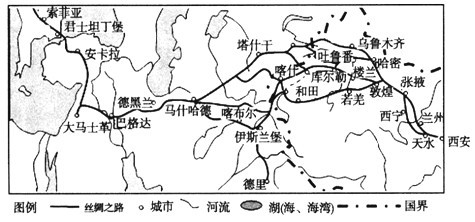 索菲亚
君士坦丁堡
安卡拉
大马士革
巴格达
德黑兰
马什哈德
塔什干
喀什
喀布尔
伊斯兰堡
德里
和田
吐鲁番
库尔勒
楼兰
若羌
乌鲁木齐
哈密
敦煌
张掖
西宁
兰州
天水
西安
图例 丝绸之路 城市 河流 湖(海、海湾) 国界